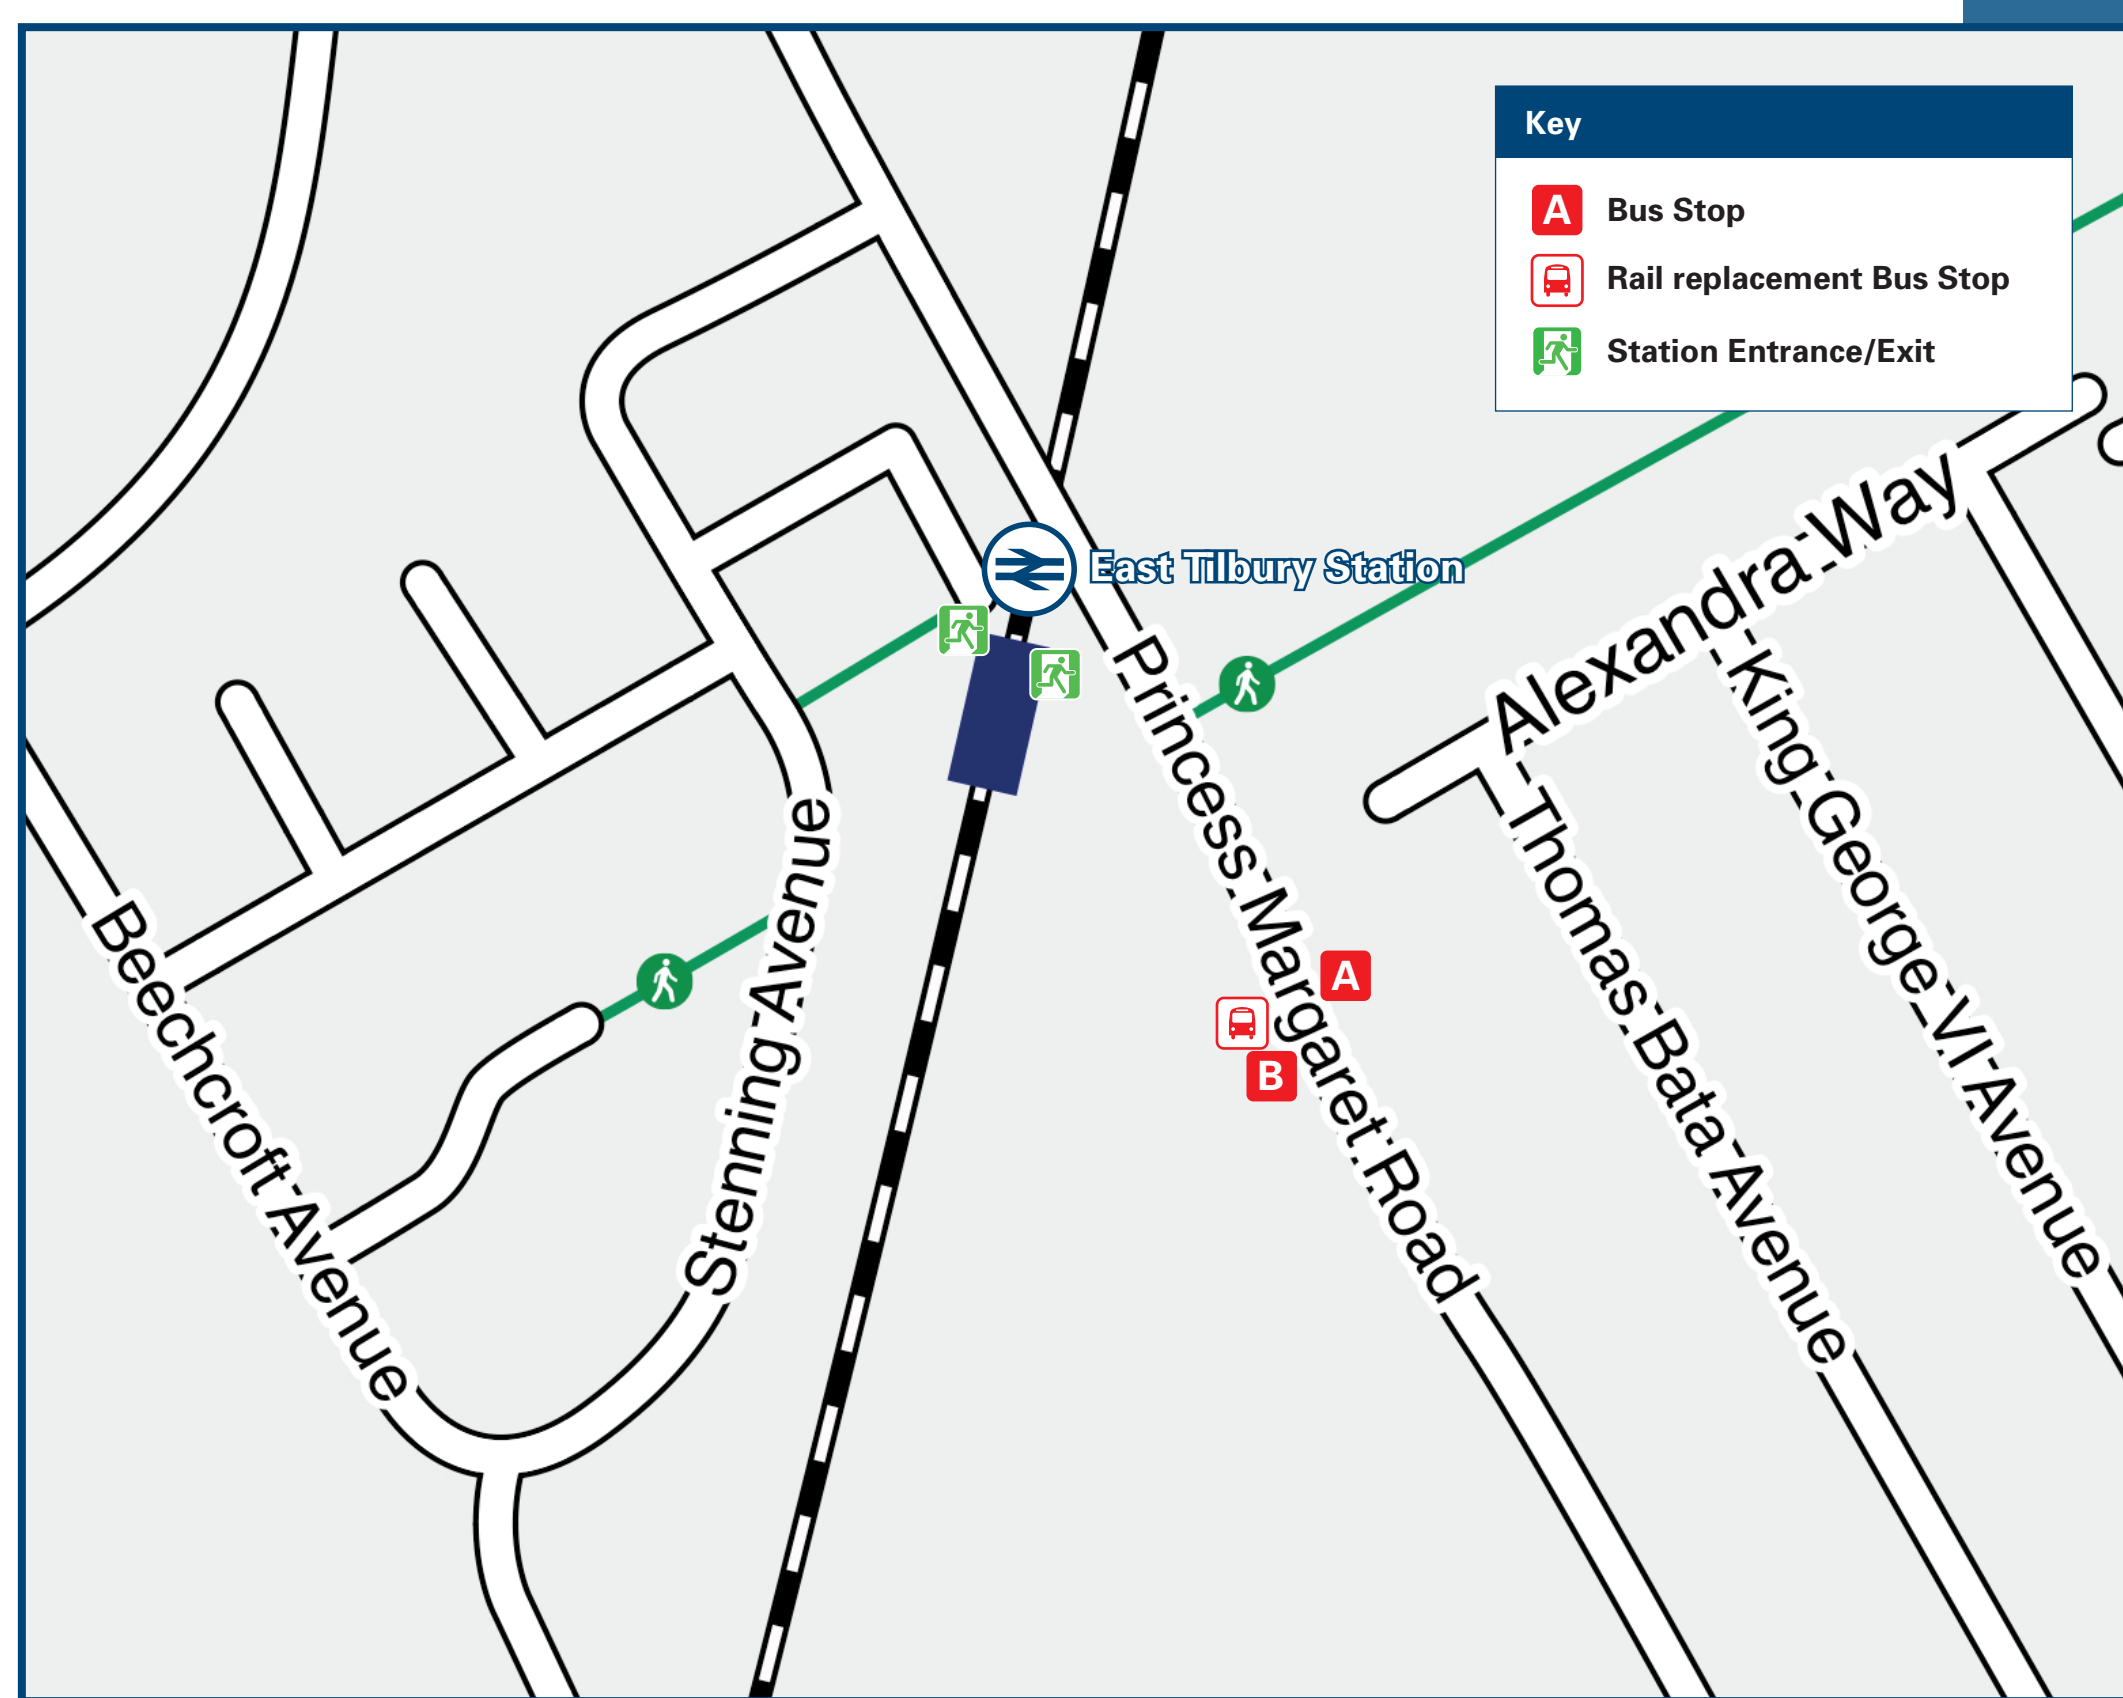 Key
A Bus Stop
Rail replacement Bus Stop
Station Entrance/Exit
East Tilbury Station
Alexandra Way
Princess Margaret Road
King George VI Avenue
Thomas Bata Avenue
Stenning Avenue
Beechcroft Avenue
A
B